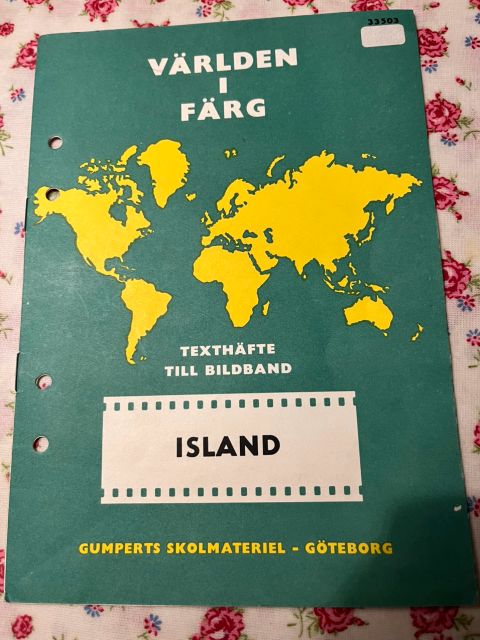 33503
VÄRLDEN
I
FÄRG
TEXTHÄFTE
TILL BILDBAND
ISLAND
GUMPERTS SKOLMATERIEL - GÖTEBORG